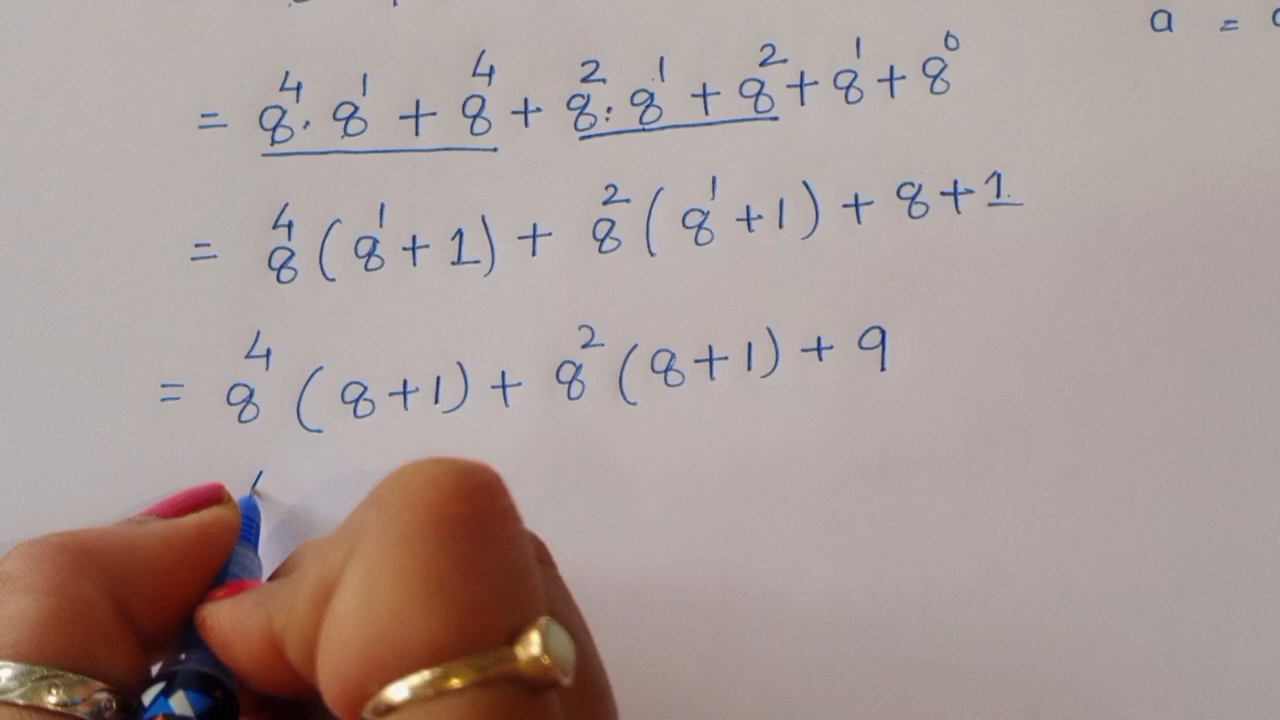 a =
= 8⁴·8¹ + 8⁴ + 8²·8¹ + 8² + 8¹ + 8⁰
= 8⁴(8¹+1) + 8²(8¹+1) + 8+1
= 8⁴(8+1) + 8²(8+1) + 9